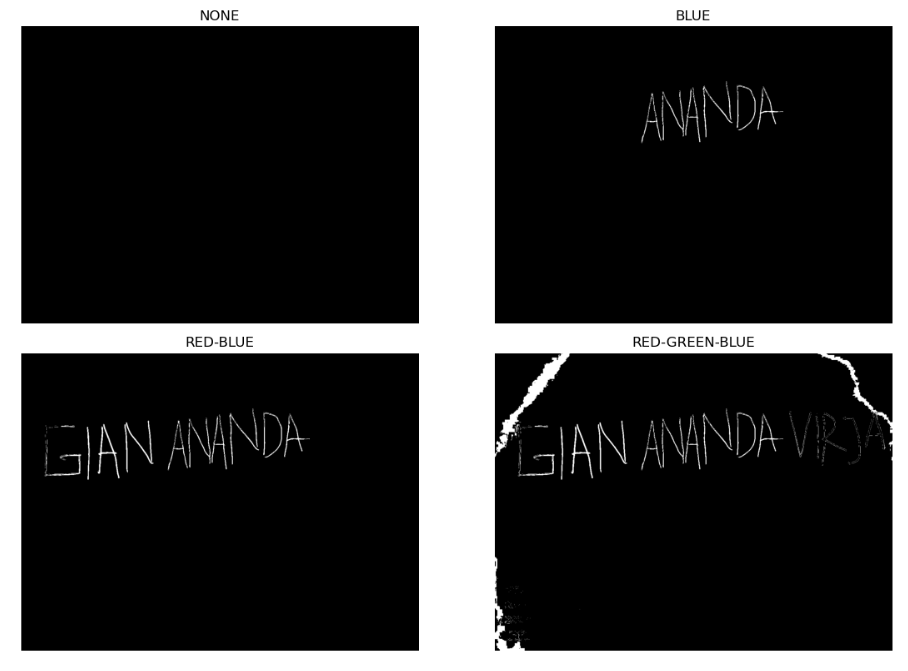 NONE
BLUE
ANANDA
RED-BLUE
GIAN ANANDA
RED-GREEN-BLUE
GIAN ANANDA VIRJA